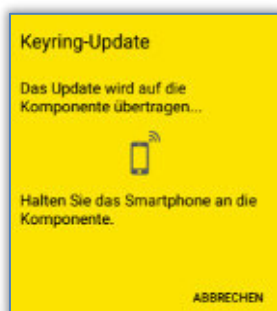 Keyring-Update
Das Update wird auf die
Komponente übertragen...
Halten Sie das Smartphone an die
Komponente.
ABBRECHEN